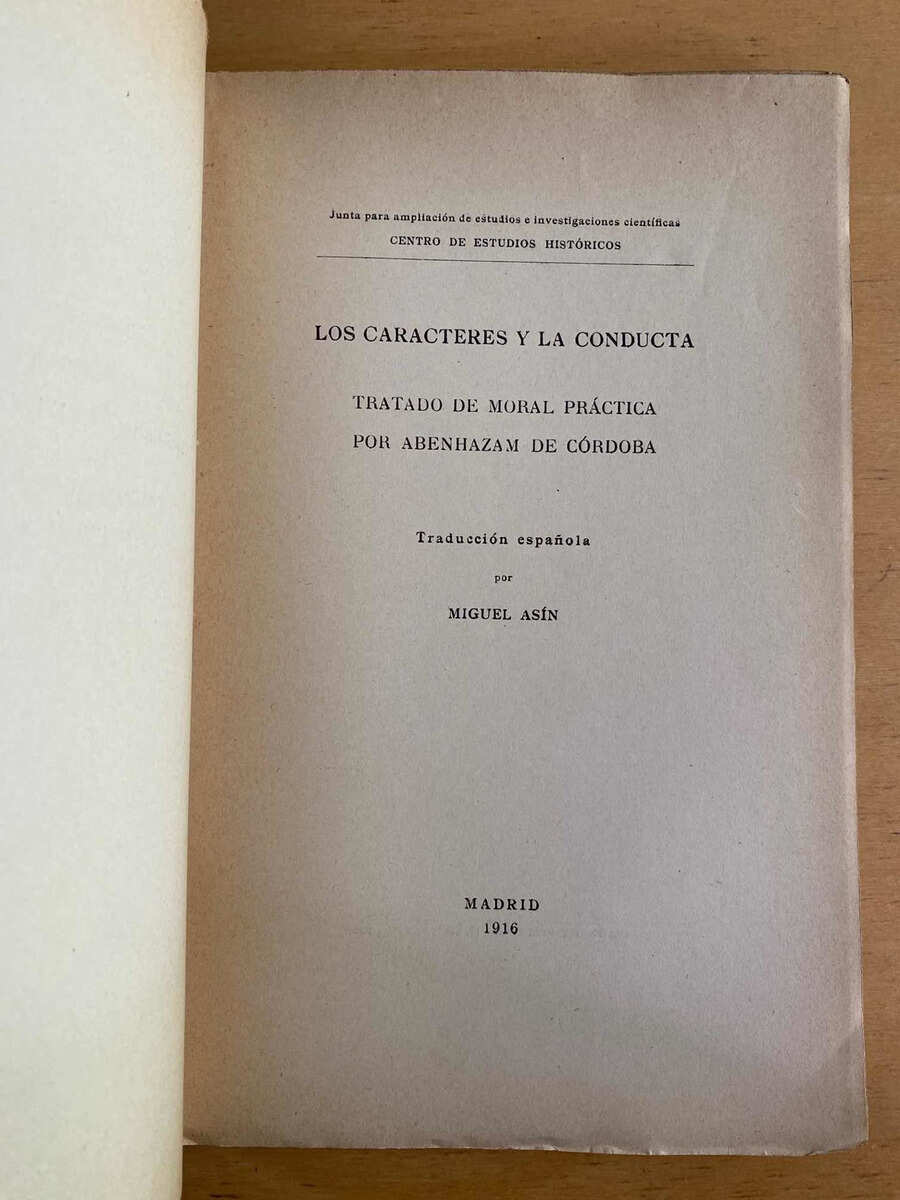 Junta para ampliación de estudios e investigaciones científicas
CENTRO DE ESTUDIOS HISTÓRICOS
LOS CARACTERES Y LA CONDUCTA
TRATADO DE MORAL PRÁCTICA
POR ABENHAZAM DE CÓRDOBA
Traducción española
por
MIGUEL ASÍN
MADRID
1916